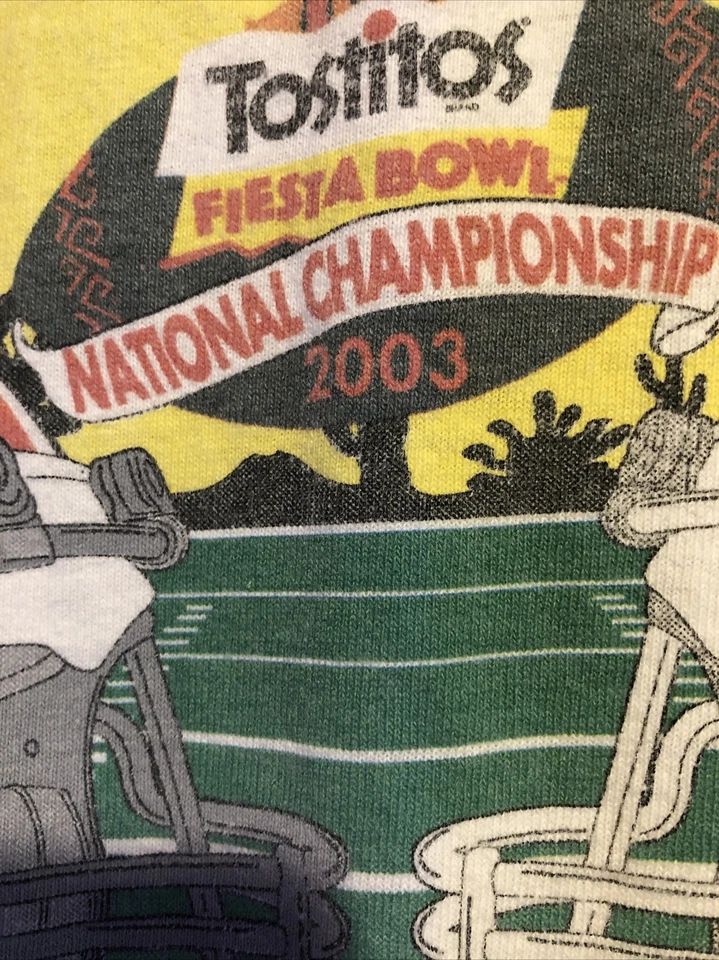 Tostitos
BRAND
FIESTA BOWL
NATIONAL CHAMPIONSHIP
2003